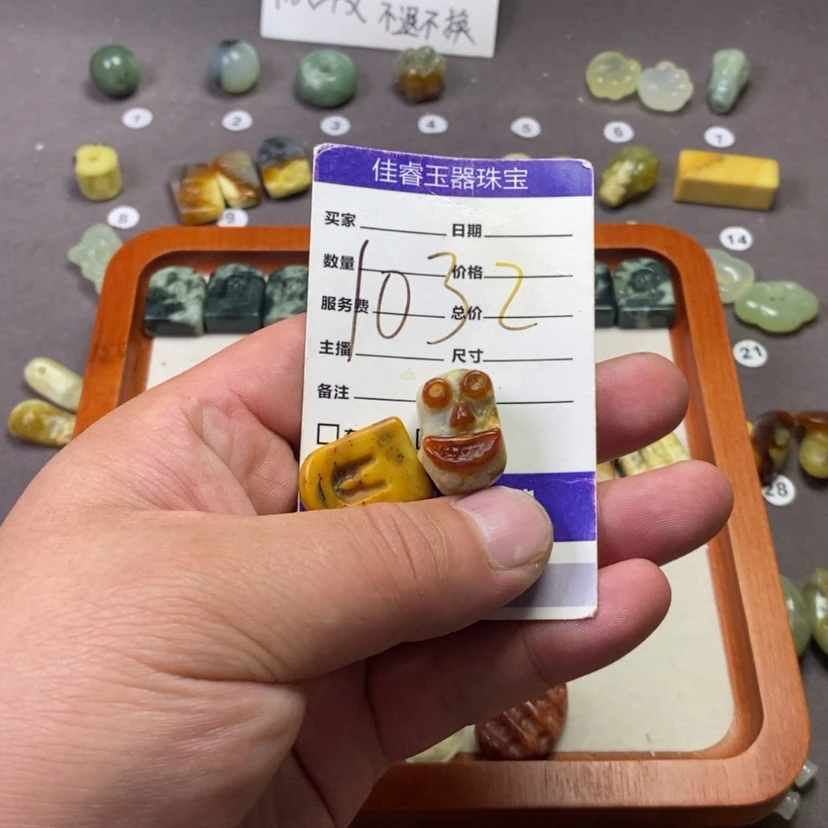 不退不换
1 2 3 4 5 6 7
佳睿玉器珠宝
买家 日期
数量 价格
服务费 总价
主播 尺寸
备注
1032
8 9 14
21
28